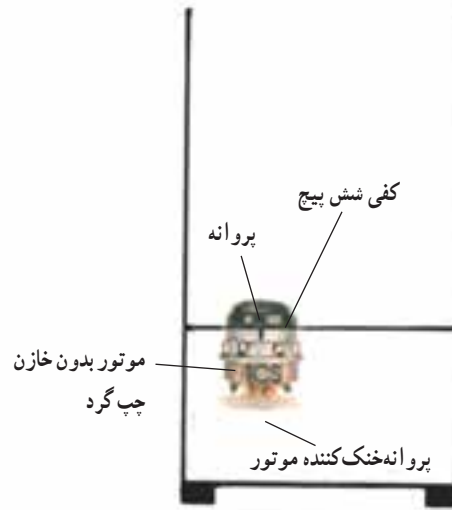 کفی شش پیچ
پروانه
موتور بدون خازن
چپ گرد
پروانه‌خنک‌کننده موتور